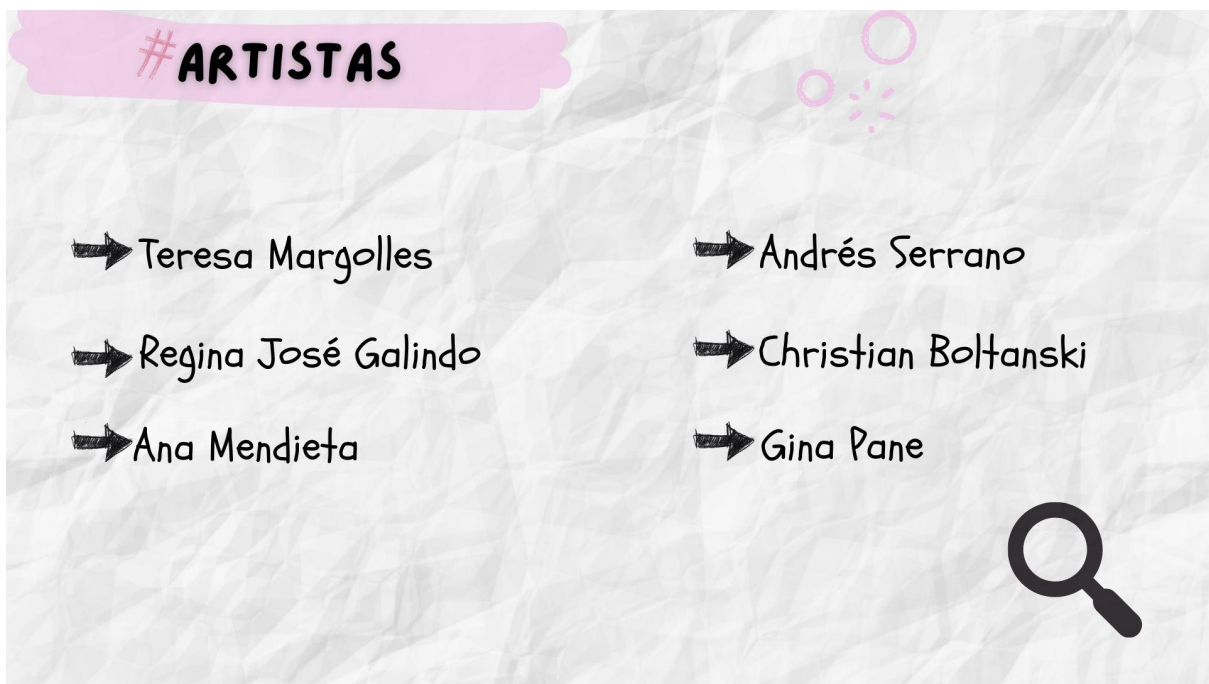 #ARTISTAS
Teresa Margolles
Regina José Galindo
Ana Mendieta
Andrés Serrano
Christian Boltanski
Gina Pane